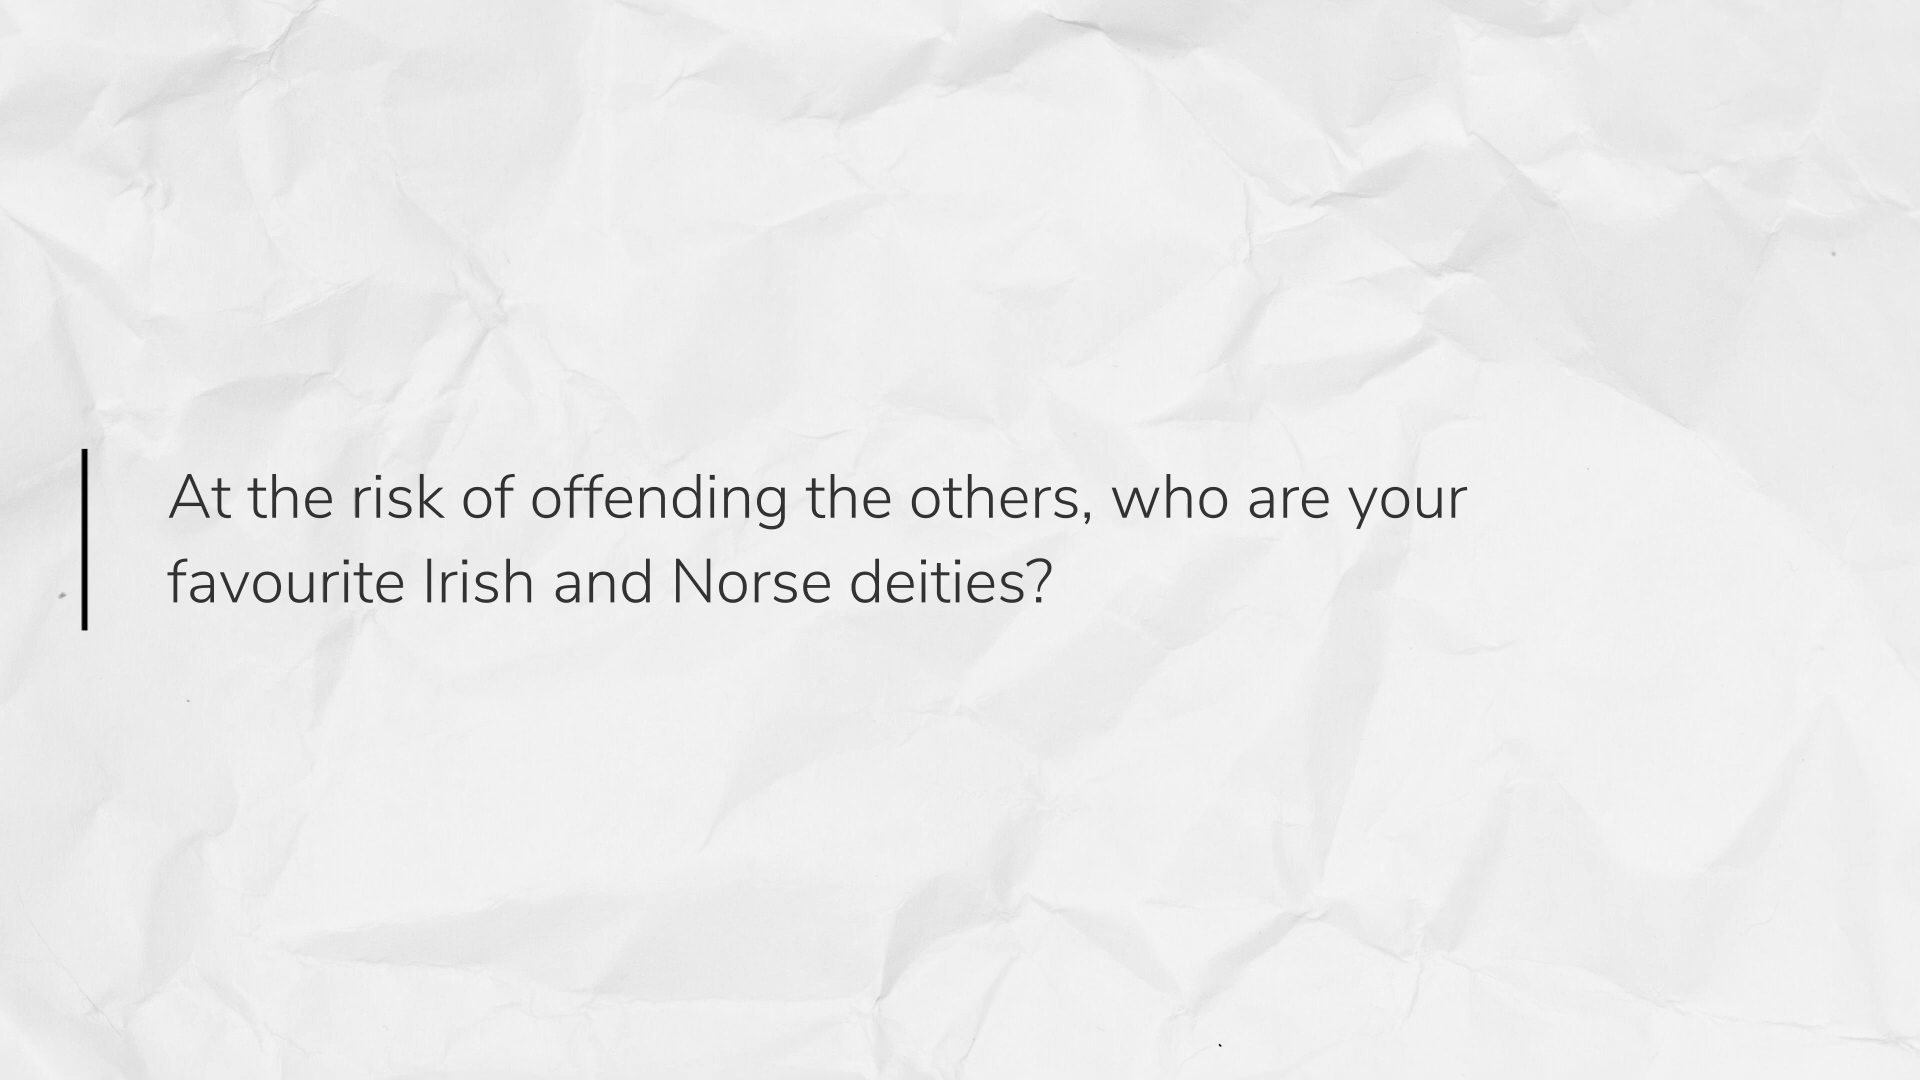 At the risk of offending the others, who are your
favourite Irish and Norse deities?